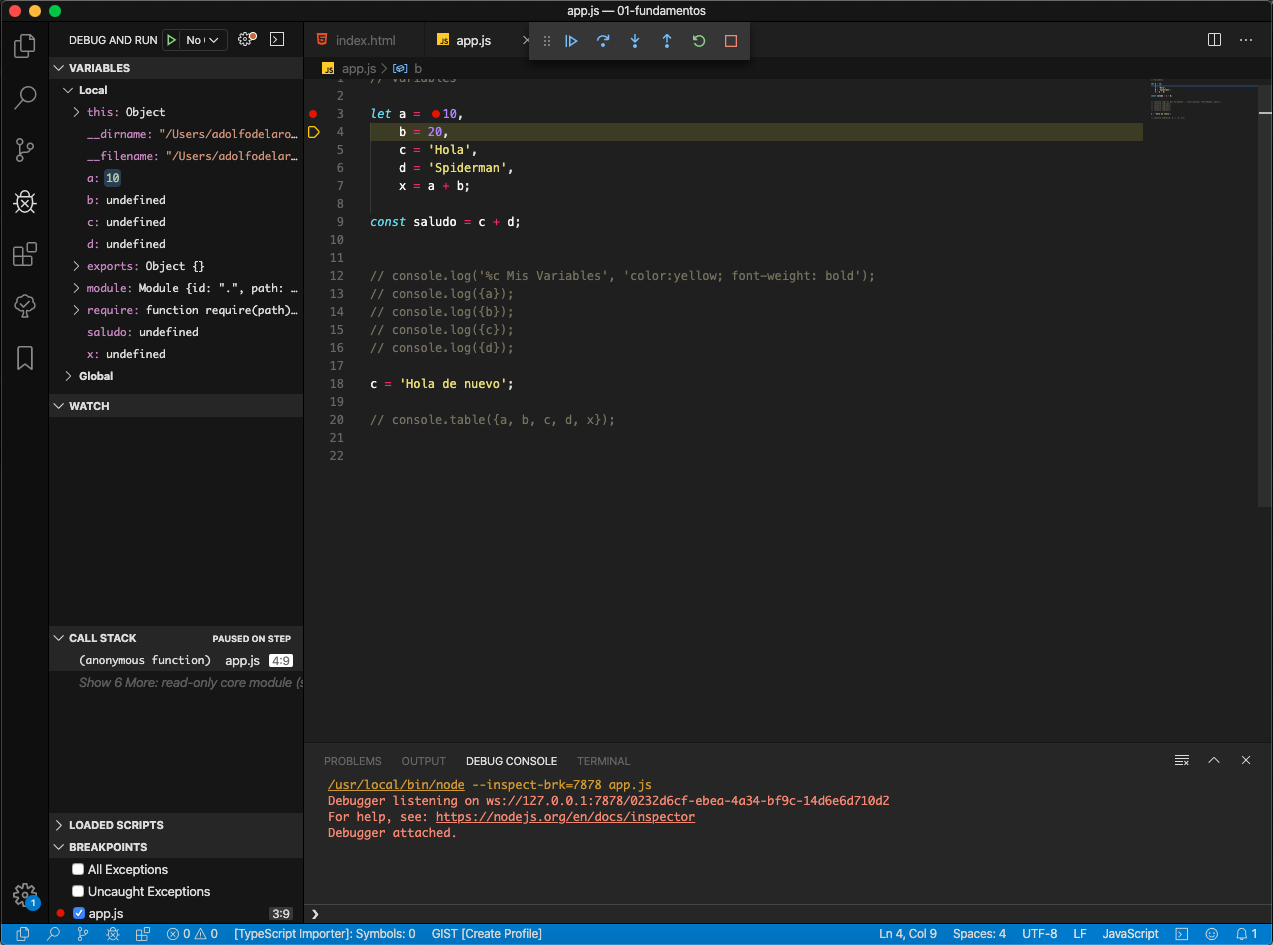 app.js — 01-fundamentos
DEBUG AND RUN
index.html
app.js
VARIABLES
Local
this: Object
__dirname: "/Users/adolfodelaro…
__filename: "/Users/adolfodelar…
a: 10
b: undefined
c: undefined
d: undefined
exports: Object {}
module: Module {id: ".", path: …
require: function require(path)…
saludo: undefined
x: undefined
Global
WATCH
CALL STACK
PAUSED ON STEP
(anonymous function) app.js 4:9
Show 6 More: read-only core module (s
LOADED SCRIPTS
BREAKPOINTS
All Exceptions
Uncaught Exceptions
app.js 3:9
app.js > b
1 // Variables
2
3 let a = 10,
4 b = 20,
5 c = 'Hola',
6 d = 'Spiderman',
7 x = a + b;
8
9 const saludo = c + d;
10
11
12 // console.log('%c Mis Variables', 'color:yellow; font-weight: bold');
13 // console.log({a});
14 // console.log({b});
15 // console.log({c});
16 // console.log({d});
17
18 c = 'Hola de nuevo';
19
20 // console.table({a, b, c, d, x});
21
22
PROBLEMS OUTPUT DEBUG CONSOLE TERMINAL
/usr/local/bin/node --inspect-brk=7878 app.js
Debugger listening on ws://127.0.0.1:7878/0232d6cf-ebea-4a34-bf9c-14d6e6d710d2
For help, see: https://nodejs.org/en/docs/inspector
Debugger attached.
1
0 0 [TypeScript Importer]: Symbols: 0 GIST [Create Profile] Ln 4, Col 9 Spaces: 4 UTF-8 LF JavaScript 1